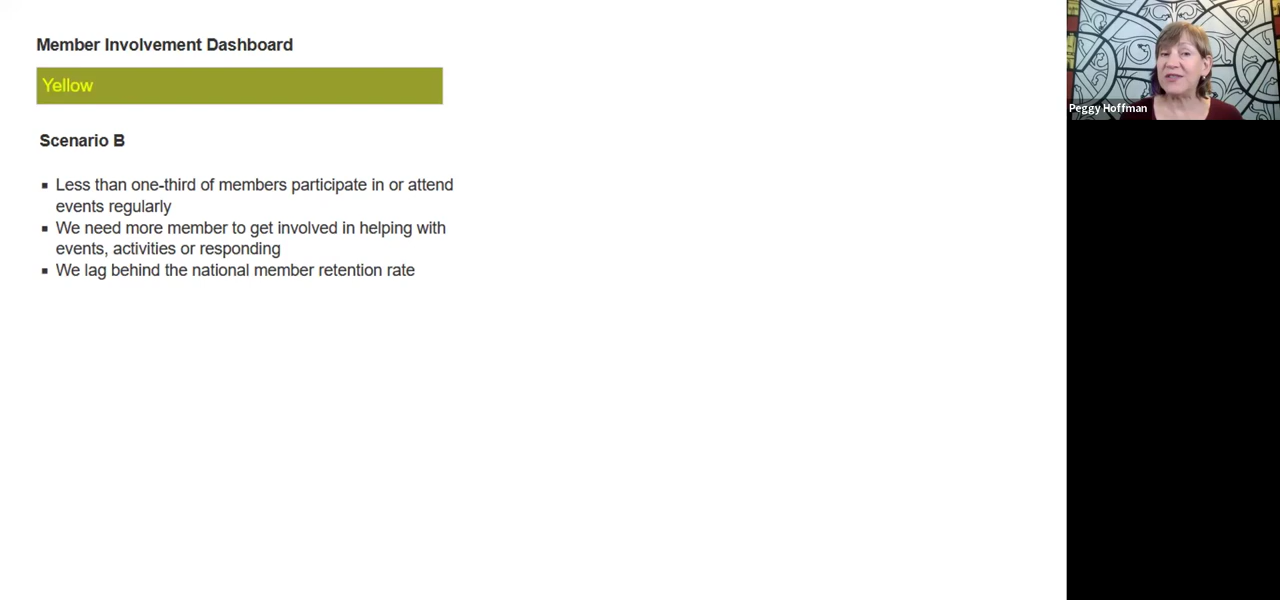 Member Involvement Dashboard
Yellow
Scenario B
▪ Less than one-third of members participate in or attend
events regularly
▪ We need more member to get involved in helping with
events, activities or responding
▪ We lag behind the national member retention rate
Peggy Hoffman